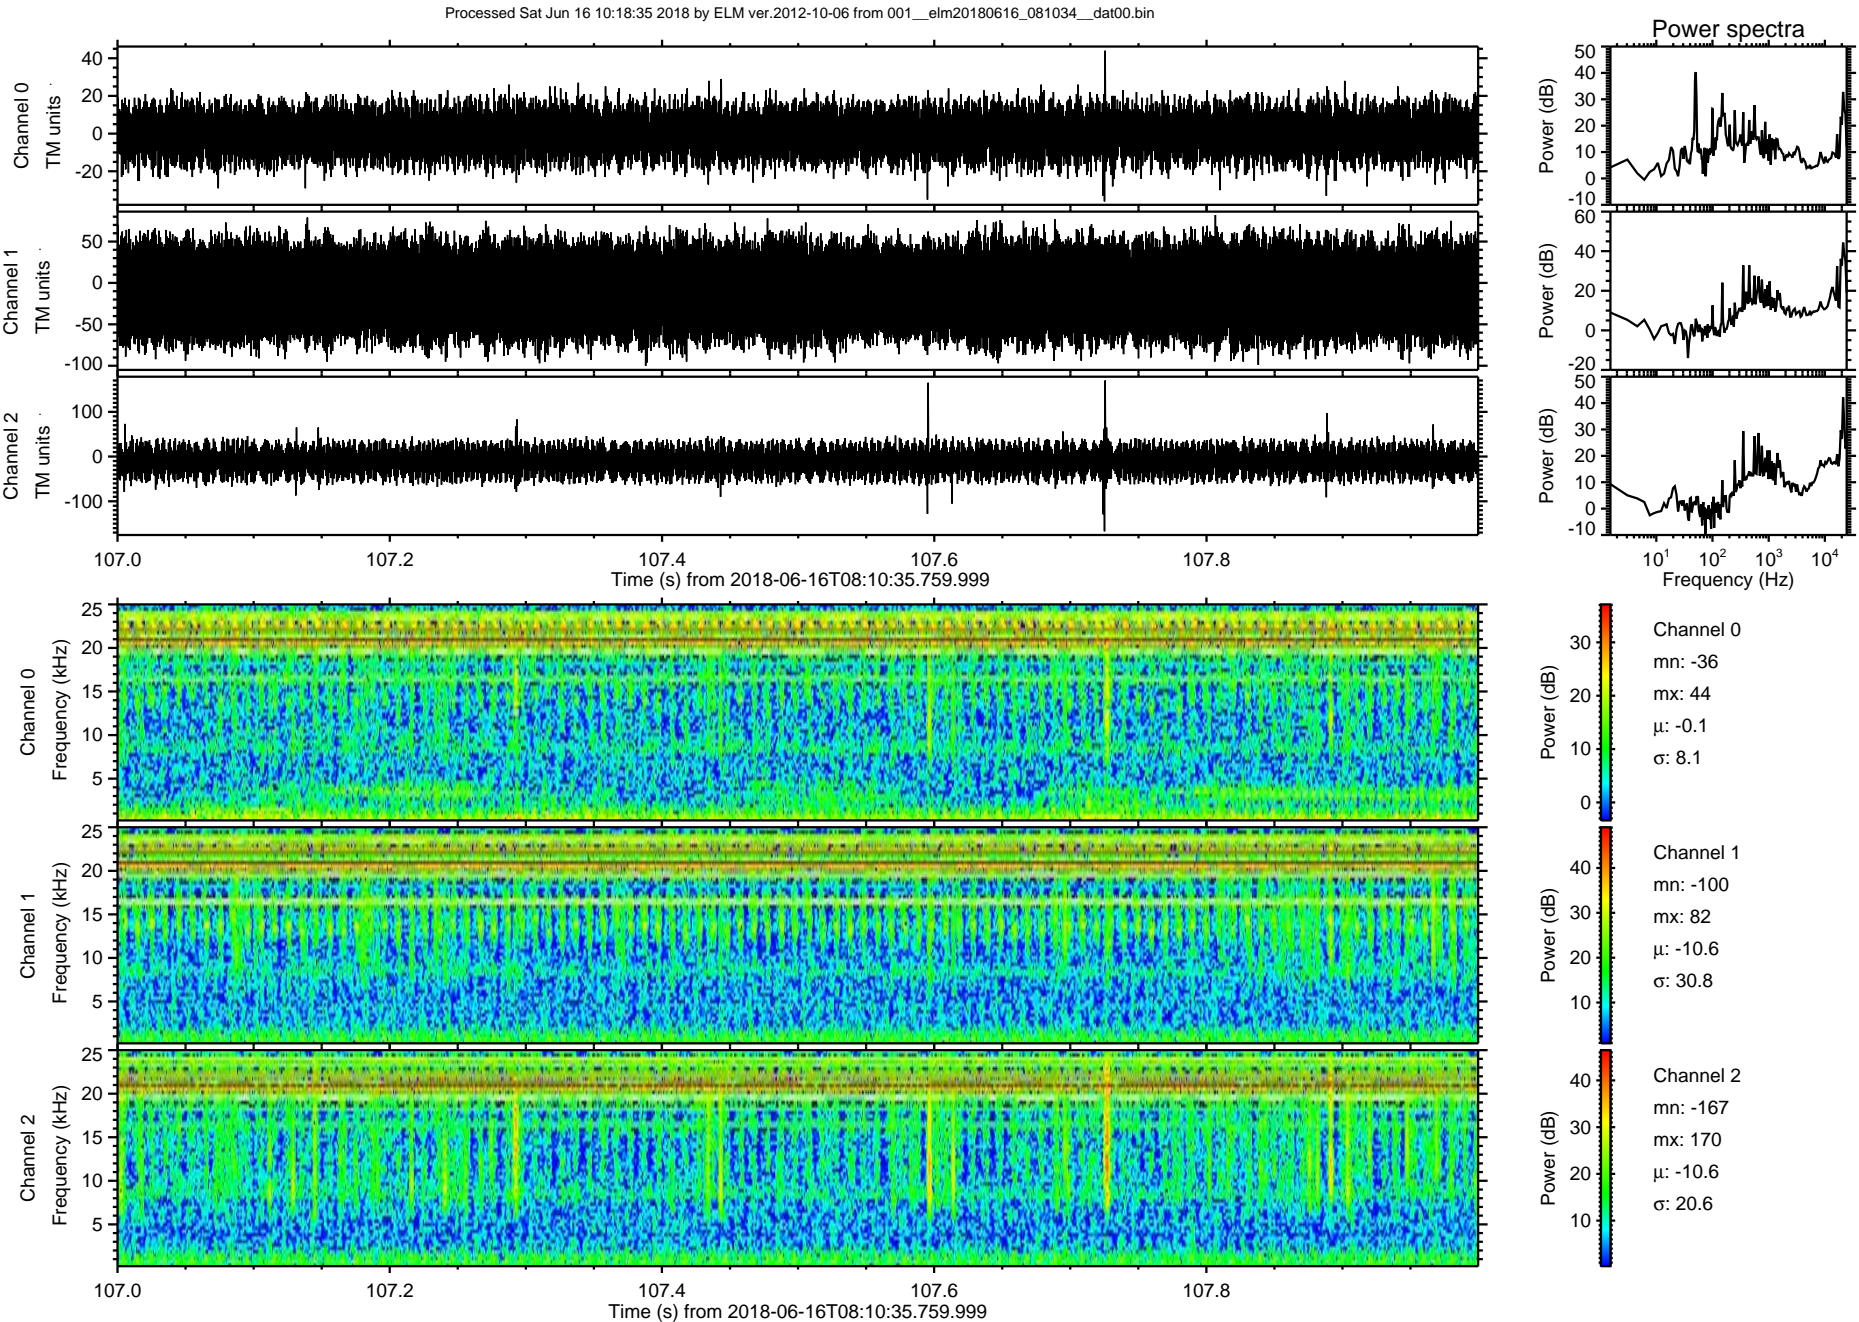 Processed Sat Jun 16 10:18:35 2018 by ELM ver.2012-10-06 from 001__elm20180616_081034__dat00.bin
Power spectra
Channel 0
TM units
40
20
0
-20
Power (dB)
50
40
30
20
10
0
-10
Channel 1
TM units
50
0
-50
-100
Power (dB)
60
40
20
0
-20
Channel 2
TM units
100
0
-100
Power (dB)
50
40
30
20
10
0
-10
107.0 107.2 107.4 107.6 107.8
Time (s) from 2018-06-16T08:10:35.759.999
10^1 10^2 10^3 10^4
Frequency (Hz)
Channel 0
Frequency (kHz)
25
20
15
10
5
Power (dB)
30
20
10
0
Channel 0
mn: -36
mx: 44
μ: -0.1
σ: 8.1
Channel 1
Frequency (kHz)
25
20
15
10
5
Power (dB)
40
30
20
10
Channel 1
mn: -100
mx: 82
μ: -10.6
σ: 30.8
Channel 2
Frequency (kHz)
25
20
15
10
5
Power (dB)
40
30
20
10
Channel 2
mn: -167
mx: 170
μ: -10.6
σ: 20.6
107.0 107.2 107.4 107.6 107.8
Time (s) from 2018-06-16T08:10:35.759.999